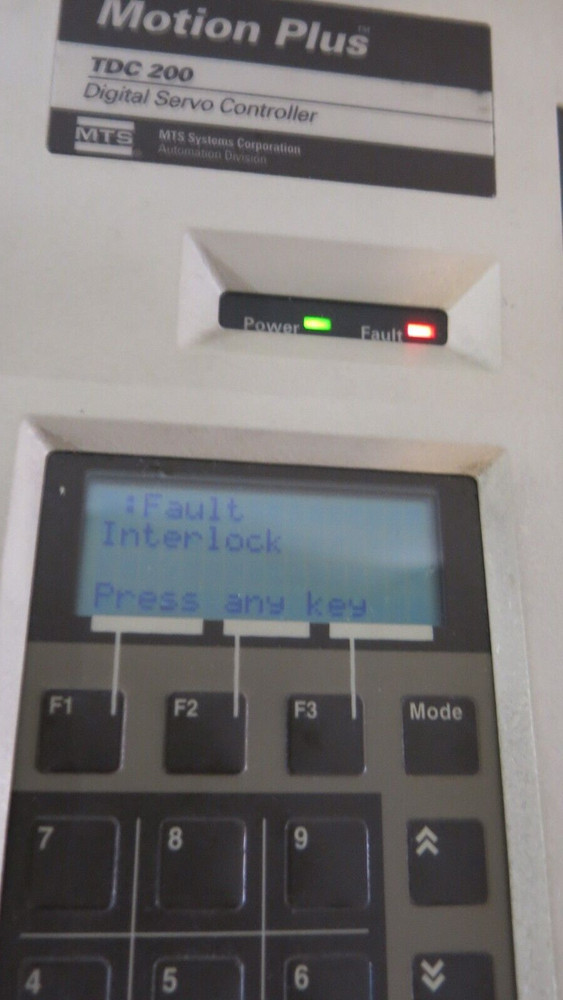 Motion Plus™
TDC 200
Digital Servo Controller
MTS
MTS Systems Corporation
Automation Division
Power
Fault
:Fault
Interlock
Press any key
F1
F2
F3
Mode
7
8
9
4
5
6